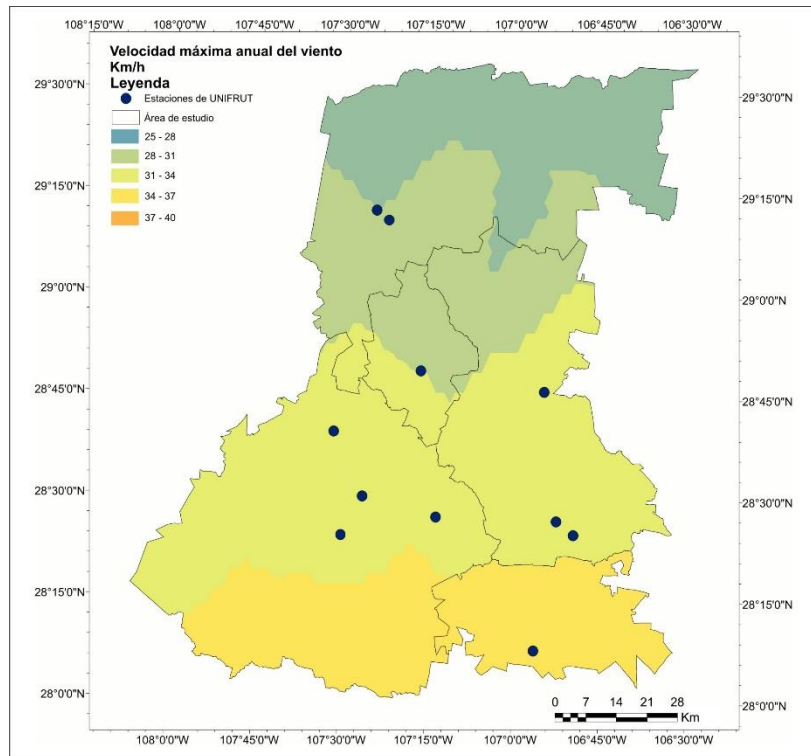 108°15'0"W 108°0'0"W 107°45'0"W 107°30'0"W 107°15'0"W 107°0'0"W 106°45'0"W 106°30'0"W
Velocidad máxima anual del viento
Km/h
Leyenda
Estaciones de UNIFRUT
Área de estudio
25 - 28
28 - 31
31 - 34
34 - 37
37 - 40
29°30'0"N 29°30'0"N
29°15'0"N 29°15'0"N
29°0'0"N 29°0'0"N
28°45'0"N 28°45'0"N
28°30'0"N 28°30'0"N
28°15'0"N 28°15'0"N
28°0'0"N 28°0'0"N
0 7 14 21 28
Km
108°0'0"W 107°45'0"W 107°30'0"W 107°15'0"W 107°0'0"W 106°45'0"W 106°30'0"W